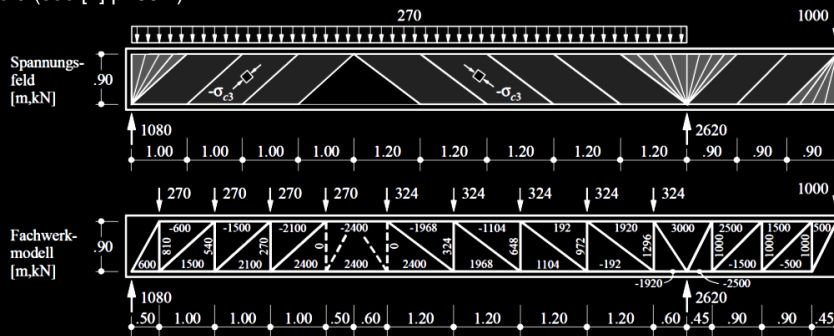 270
1000
Spannungs-
feld
[m,kN]
.90
-σc3
-σc3
1080
2620
1.00 1.00 1.00 1.00 1.20 1.20 1.20 1.20 1.20 .90 .90 .90
270 270 270 270 324 324 324 324 324 1000
Fachwerk-
modell
[m,kN]
.90
-600 -1500 -2100 -2400 -1968 -1104 192 1920 3000 2500 1500 500
810 540 270 0 0 324 648 972 1296 1000 1000 1000
600 1500 2100 2400 2400 2400 1968 1104 -192 -1500 -500
-1920 -2500
1080
2620
.50 1.00 1.00 1.00 .50 .60 1.20 1.20 1.20 1.20 .60 .45 .90 .90 .45